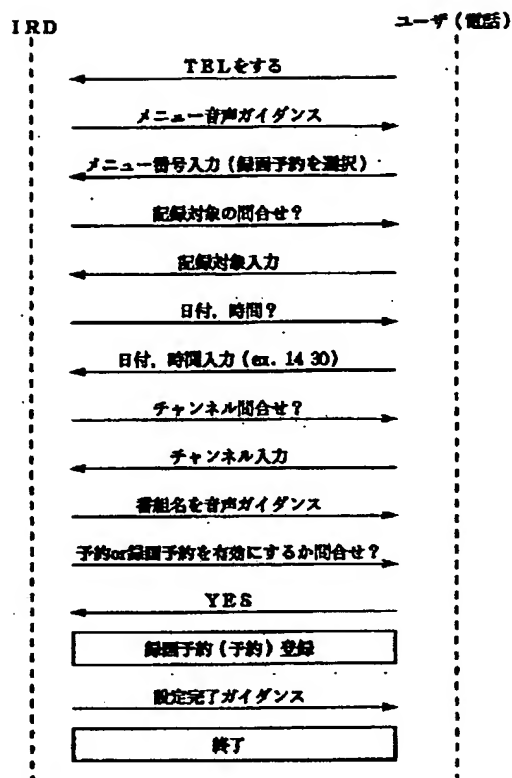 IRD
ユーザ(電話)
TELをする
メニュー音声ガイダンス
メニュー番号入力(録画予約を選択)
記録対象の問合せ?
記録対象入力
日付,時間?
日付,時間入力(ex. 14 30)
チャンネル問合せ?
チャンネル入力
番組名を音声ガイダンス
予約or録画予約を有効にするか問合せ?
YES
録画予約(予約)登録
設定完了ガイダンス
終了